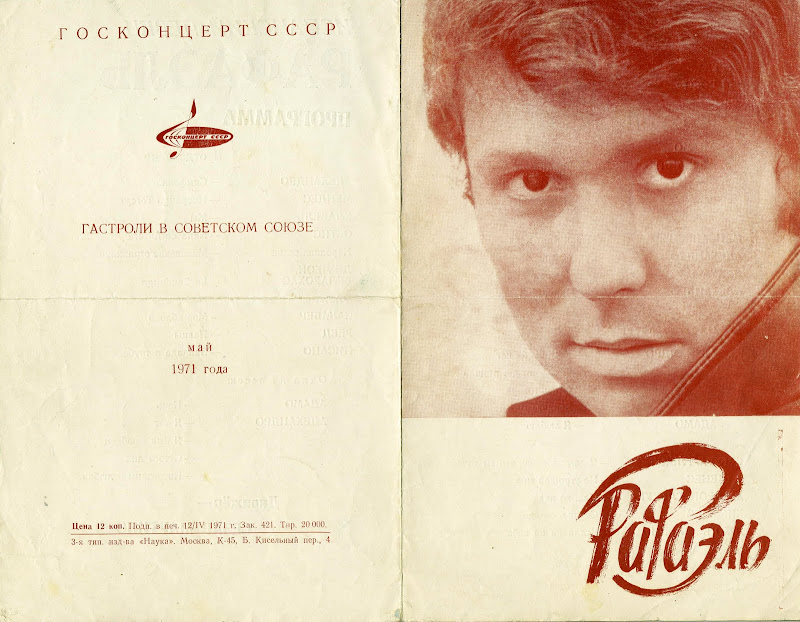 ГОСКОНЦЕРТ СССР
ГОСКОНЦЕРТ СССР
ГАСТРОЛИ В СОВЕТСКОМ СОЮЗЕ
май
1971 года
Цена 12 коп. Подп. в печ. 12/IV 1971 г. Зак. 421. Тир. 20 000.
3-я тип. изд-ва «Наука». Москва, К-45, Б. Кисельный пер., 4
Рафаэль